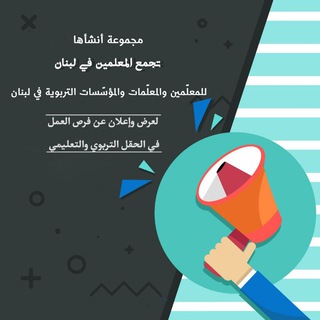 مجموعة أنشأها
تجمع المعلمين في لبنان
للمعلّمين والمعلّمات والمؤسّسات التربوية في لبنان
لعرض وإعلان عن فرص العمل
في الحقل التربوي والتعليمي